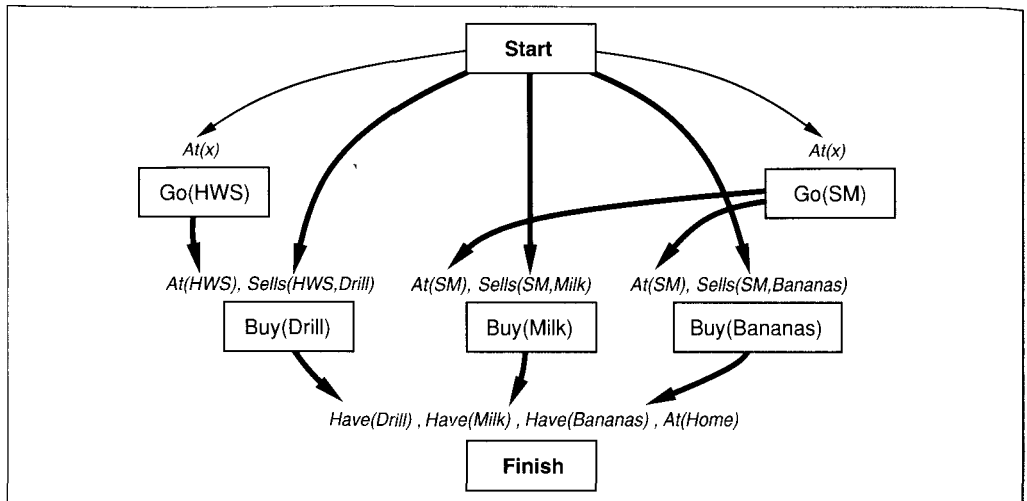 Start
At(x) At(x)
Go(HWS) Go(SM)
At(HWS), Sells(HWS,Drill) At(SM), Sells(SM,Milk) At(SM), Sells(SM,Bananas)
Buy(Drill) Buy(Milk) Buy(Bananas)
Have(Drill) , Have(Milk) , Have(Bananas) , At(Home)
Finish